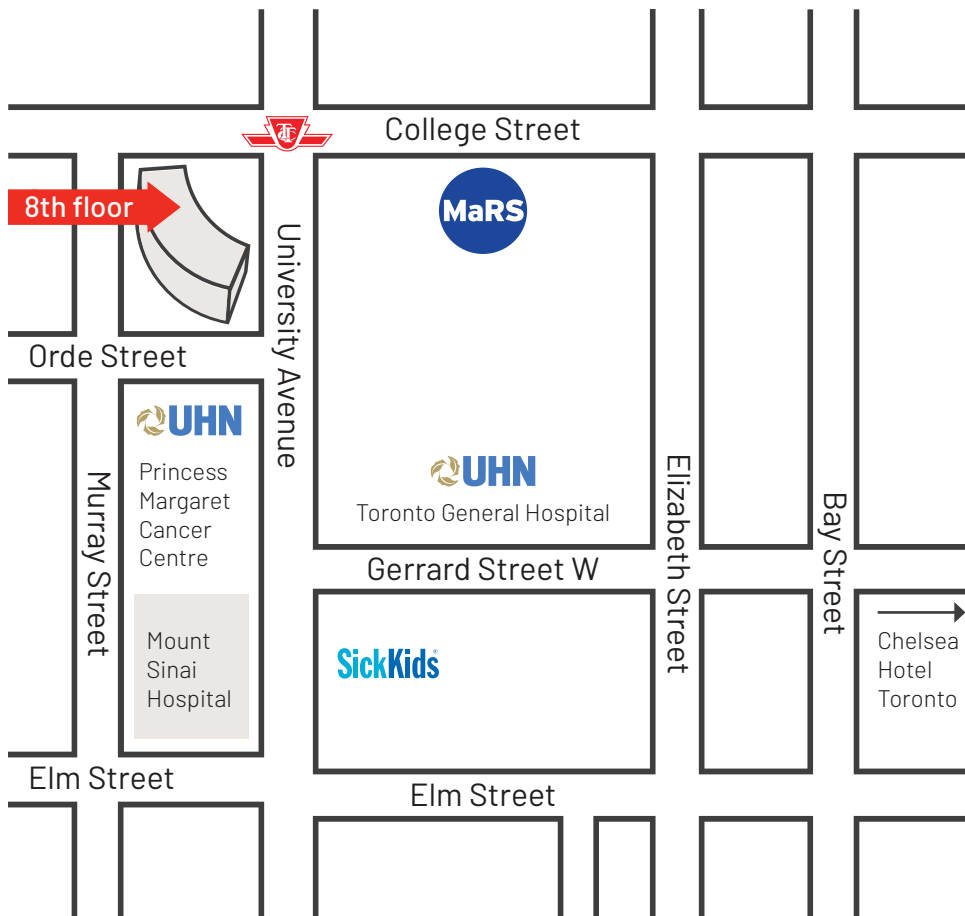 College Street
TTC
MaRS
8th floor
University Avenue
Orde Street
UHN
Princess
Margaret
Cancer
Centre
UHN
Toronto General Hospital
Murray Street
Elizabeth Street
Bay Street
Gerrard Street W
Mount
Sinai
Hospital
SickKids®
Chelsea
Hotel
Toronto
Elm Street
Elm Street